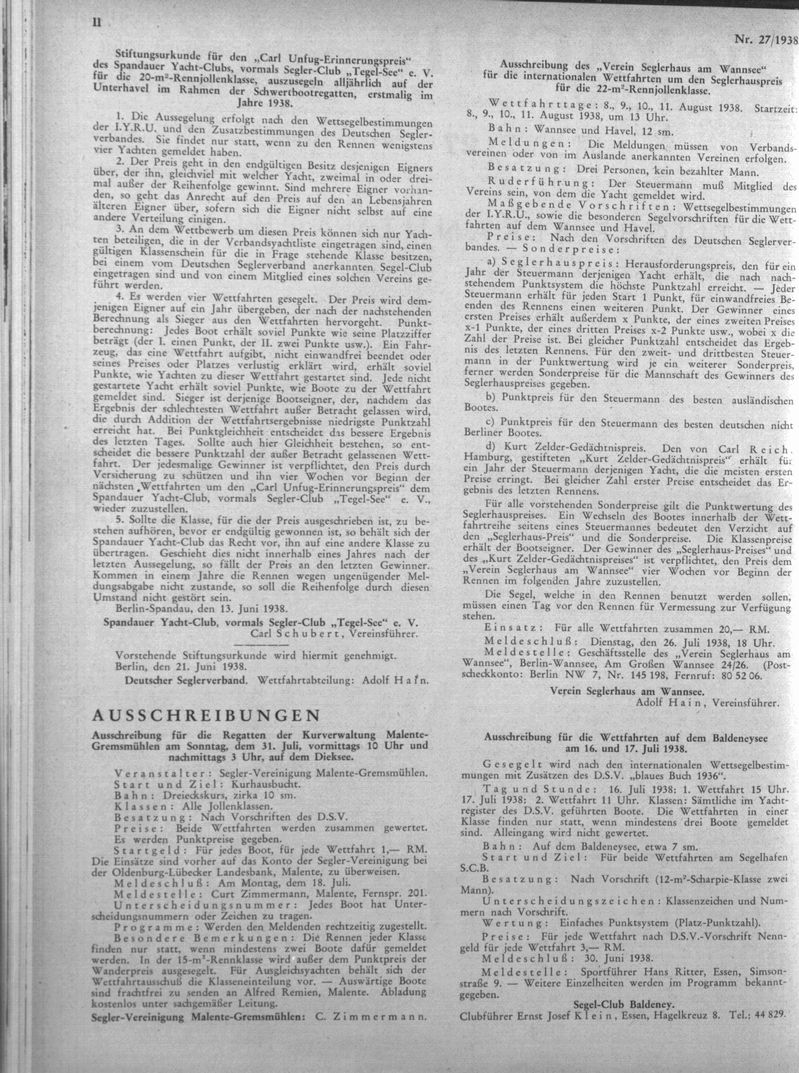 II
Nr. 27/1938
Stiftungsurkunde für den „Carl Unfug-Erinnerungspreis“
des Spandauer Yacht-Clubs, vormals Segler-Club „Tegel-See“ e. V.
für die 20-m²-Rennjollenklasse, auszusegeln alljährlich auf der
Unterhavel im Rahmen der Schwertbootregatten, erstmalig im
Jahre 1938.
1. Die Aussegelung erfolgt nach den Wettsegelbestimmungen
der I.Y.R.U. und den Zusatzbestimmungen des Deutschen Segler-
verbandes. Sie findet nur statt, wenn zu den Rennen wenigstens
vier Yachten gemeldet haben.
2. Der Preis geht in den endgültigen Besitz desjenigen Eigners
über, der ihn, gleichviel mit welcher Yacht, zweimal in oder drei-
mal außer der Reihenfolge gewinnt. Sind mehrere Eigner vorhan-
den, so geht das Anrecht auf den Preis auf den an Lebensjahren
älteren Eigner über, sofern sich die Eigner nicht selbst auf eine
andere Verteilung einigen.
3. An dem Wettbewerb um diesen Preis können sich nur Yach-
ten beteiligen, die in der Verbandsyachtliste eingetragen sind, einen
gültigen Klassenschein für die in Frage stehende Klasse besitzen,
bei einem vom Deutschen Seglerverband anerkannten Segel-Club
eingetragen sind und von einem Mitglied eines solchen Vereins ge-
führt werden.
4. Es werden vier Wettfahrten gesegelt. Der Preis wird dem-
jenigen Eigner auf ein Jahr übergeben, der nach der nachstehenden
Berechnung als Sieger aus den Wettfahrten hervorgeht. Punkt-
berechnung: Jedes Boot erhält soviel Punkte wie seine Platzziffer
beträgt (der I. einen Punkt, der II. zwei Punkte usw.). Ein Fahr-
zeug, das eine Wettfahrt aufgibt, nicht einwandfrei beendet oder
seines Preises oder Platzes verlustig erklärt wird, erhält soviel
Punkte, wie Yachten zu dieser Wettfahrt gestartet sind. Jede nicht
gestartete Yacht erhält soviel Punkte, wie Boote zu der Wettfahrt
gemeldet sind. Sieger ist derjenige Bootseigner, der, nachdem das
Ergebnis der schlechtesten Wettfahrt außer Betracht gelassen wird,
die durch Addition der Wettfahrtsergebnisse niedrigste Punktzahl
erreicht hat. Bei Punktgleichheit entscheidet das bessere Ergebnis
des letzten Tages. Sollte auch hier Gleichheit bestehen, so ent-
scheidet die bessere Punktzahl der außer Betracht gelassenen Wett-
fahrt. Der jedesmalige Gewinner ist verpflichtet, den Preis durch
Versicherung zu schützen und ihn vier Wochen vor Beginn der
nächsten Wettfahrten um den „Carl Unfug-Erinnerungspreis“ dem
Spandauer Yacht-Club, vormals Segler-Club „Tegel-See“ e. V.,
wieder zuzustellen.
5. Sollte die Klasse, für die der Preis ausgeschrieben ist, zu be-
stehen aufhören, bevor er endgültig gewonnen ist, so behält sich der
Spandauer Yacht-Club das Recht vor, ihn auf eine andere Klasse zu
übertragen. Geschieht dies nicht innerhalb eines Jahres nach der
letzten Aussegelung, so fällt der Preis an den letzten Gewinner.
Kommen in einem Jahre die Rennen wegen ungenügender Mel-
dungsabgabe nicht zustande, so soll die Reihenfolge durch diesen
Umstand nicht gestört sein.
Berlin-Spandau, den 13. Juni 1938.
Spandauer Yacht-Club, vormals Segler-Club „Tegel-See“ e. V.
Carl Schubert, Vereinsführer.
Vorstehende Stiftungsurkunde wird hiermit genehmigt.
Berlin, den 21. Juni 1938.
Deutscher Seglerverband. Wettfahrtabteilung: Adolf Hain.
AUSSCHREIBUNGEN
Ausschreibung für die Regatten der Kurverwaltung Malente-
Gremsmühlen am Sonntag, dem 31. Juli, vormittags 10 Uhr und
nachmittags 3 Uhr, auf dem Dieksee.
Veranstalter: Segler-Vereinigung Malente-Gremsmühlen.
Start und Ziel: Kurhausbucht.
Bahn: Dreieckskurs, zirka 10 sm.
Klassen: Alle Jollenklassen.
Besatzung: Nach Vorschriften des D.S.V.
Preise: Beide Wettfahrten werden zusammen gewertet.
Es werden Punktpreise gegeben.
Startgeld: Für jedes Boot, für jede Wettfahrt 1,— RM.
Die Einsätze sind vorher auf das Konto der Segler-Vereinigung bei
der Oldenburg-Lübecker Landesbank, Malente, zu überweisen.
Meldeschluß: Am Montag, dem 18. Juli.
Meldestelle: Curt Zimmermann, Malente, Fernspr. 201.
Unterscheidungsnummer: Jedes Boot hat Unter-
scheidungsnummern oder Zeichen zu tragen.
Programme: Werden den Meldenden rechtzeitig zugestellt.
Besondere Bemerkungen: Die Rennen jeder Klasse
finden nur statt, wenn mindestens zwei Boote dafür gemeldet
werden. In der 15-m²-Rennklasse wird außer dem Punktpreis der
Wanderpreis ausgesegelt. Für Ausgleichsyachten behält sich der
Wettfahrtausschuß die Klasseneinteilung vor. — Auswärtige Boote
sind frachtfrei zu senden an Alfred Remien, Malente. Abladung
kostenlos unter sachgemäßer Leitung.
Segler-Vereinigung Malente-Gremsmühlen: C. Zimmermann.
Ausschreibung des „Verein Seglerhaus am Wannsee“
für die internationalen Wettfahrten um den Seglerhauspreis
für die 22-m²-Rennjollenklasse.
Wettfahrttage: 8., 9., 10., 11. August 1938. Startzeit:
8., 9., 10., 11. August 1938, um 13 Uhr.
Bahn: Wannsee und Havel, 12 sm.
Meldungen: Die Meldungen müssen von Verbands-
vereinen oder von im Auslande anerkannten Vereinen erfolgen.
Besatzung: Drei Personen, kein bezahlter Mann.
Ruderführung: Der Steuermann muß Mitglied des
Vereins sein, von dem die Yacht gemeldet wird.
Maßgebende Vorschriften: Wettsegelbestimmungen
der I.Y.R.U., sowie die besonderen Segelvorschriften für die Wett-
fahrten auf dem Wannsee und Havel.
Preise: Nach den Vorschriften des Deutschen Seglerver-
bandes. — Sonderpreise:
a) Seglerhauspreis: Herausforderungspreis, den für ein
Jahr der Steuermann derjenigen Yacht erhält, die nach nach-
stehendem Punktsystem die höchste Punktzahl erreicht. — Jeder
Steuermann erhält für jeden Start 1 Punkt, für einwandfreies Be-
enden des Rennens einen weiteren Punkt. Der Gewinner eines
ersten Preises erhält außerdem x Punkte, der eines zweiten Preises
x-1 Punkte, der eines dritten Preises x-2 Punkte usw., wobei x die
Zahl der Preise ist. Bei gleicher Punktzahl entscheidet das Ergeb-
nis des letzten Rennens. Für den zweit- und drittbesten Steuer-
mann in der Punktwertung wird je ein weiterer Sonderpreis,
ferner werden Sonderpreise für die Mannschaft des Gewinners des
Seglerhauspreises gegeben.
b) Punktpreis für den Steuermann des besten ausländischen
Bootes.
c) Punktpreis für den Steuermann des besten deutschen nicht
Berliner Bootes.
d) Kurt Zelder-Gedächtnispreis. Den von Carl Reich,
Hamburg, gestifteten „Kurt Zelder-Gedächtnispreis“ erhält für
ein Jahr der Steuermann derjenigen Yacht, die die meisten ersten
Preise erringt. Bei gleicher Zahl erster Preise entscheidet das Er-
gebnis des letzten Rennens.
Für alle vorstehenden Sonderpreise gilt die Punktwertung des
Seglerhauspreises. Ein Wechseln des Bootes innerhalb der Wett-
fahrtreihe seitens eines Steuermannes bedeutet den Verzicht auf
den „Seglerhaus-Preis“ und die Sonderpreise. Die Klassenpreise
erhält der Bootseigner. Der Gewinner des „Seglerhaus-Preises“ und
des „Kurt Zelder-Gedächtnispreises“ ist verpflichtet, den Preis dem
„Verein Seglerhaus am Wannsee“ vier Wochen vor Beginn der
Rennen im folgenden Jahre zuzustellen.
Die Segel, welche in den Rennen benutzt werden sollen,
müssen einen Tag vor den Rennen für Vermessung zur Verfügung
stehen.
Einsatz: Für alle Wettfahrten zusammen 20,— RM.
Meldeschluß: Dienstag, den 26. Juli 1938, 18 Uhr.
Meldestelle: Geschäftsstelle des „Verein Seglerhaus am
Wannsee“, Berlin-Wannsee, Am Großen Wannsee 24/26. (Post-
scheckkonto: Berlin NW 7, Nr. 145 198, Fernruf: 80 52 06.
Verein Seglerhaus am Wannsee.
Adolf Hain, Vereinsführer.
Ausschreibung für die Wettfahrten auf dem Baldeneysee
am 16. und 17. Juli 1938.
Gesegelt wird nach den internationalen Wettsegelbestim-
mungen mit Zusätzen des D.S.V. „blaues Buch 1936“.
Tag und Stunde: 16. Juli 1938; 1. Wettfahrt 15 Uhr.
17. Juli 1938: 2. Wettfahrt 11 Uhr. Klassen: Sämtliche im Yacht-
register des D.S.V. geführten Boote. Die Wettfahrten in einer
Klasse finden nur statt, wenn mindestens drei Boote gemeldet
sind. Alleingang wird nicht gewertet.
Bahn: Auf dem Baldeneysee, etwa 7 sm.
Start und Ziel: Für beide Wettfahrten am Segelhafen
S.C.B.
Besatzung: Nach Vorschrift (12-m²-Scharpie-Klasse zwei
Mann).
Unterscheidungszeichen: Klassenzeichen und Num-
mern nach Vorschrift.
Wertung: Einfaches Punktsystem (Platz-Punktzahl).
Preise: Für jede Wettfahrt nach D.S.V.-Vorschrift Nenn-
geld für jede Wettfahrt 3,— RM.
Meldeschluß: 30. Juni 1938.
Meldestelle: Sportführer Hans Ritter, Essen, Simson-
straße 9. — Weitere Einzelheiten werden im Programm bekannt-
gegeben.
Segel-Club Baldeney.
Clubführer Ernst Josef Klein, Essen, Hagelkreuz 8. Tel.: 44 829.